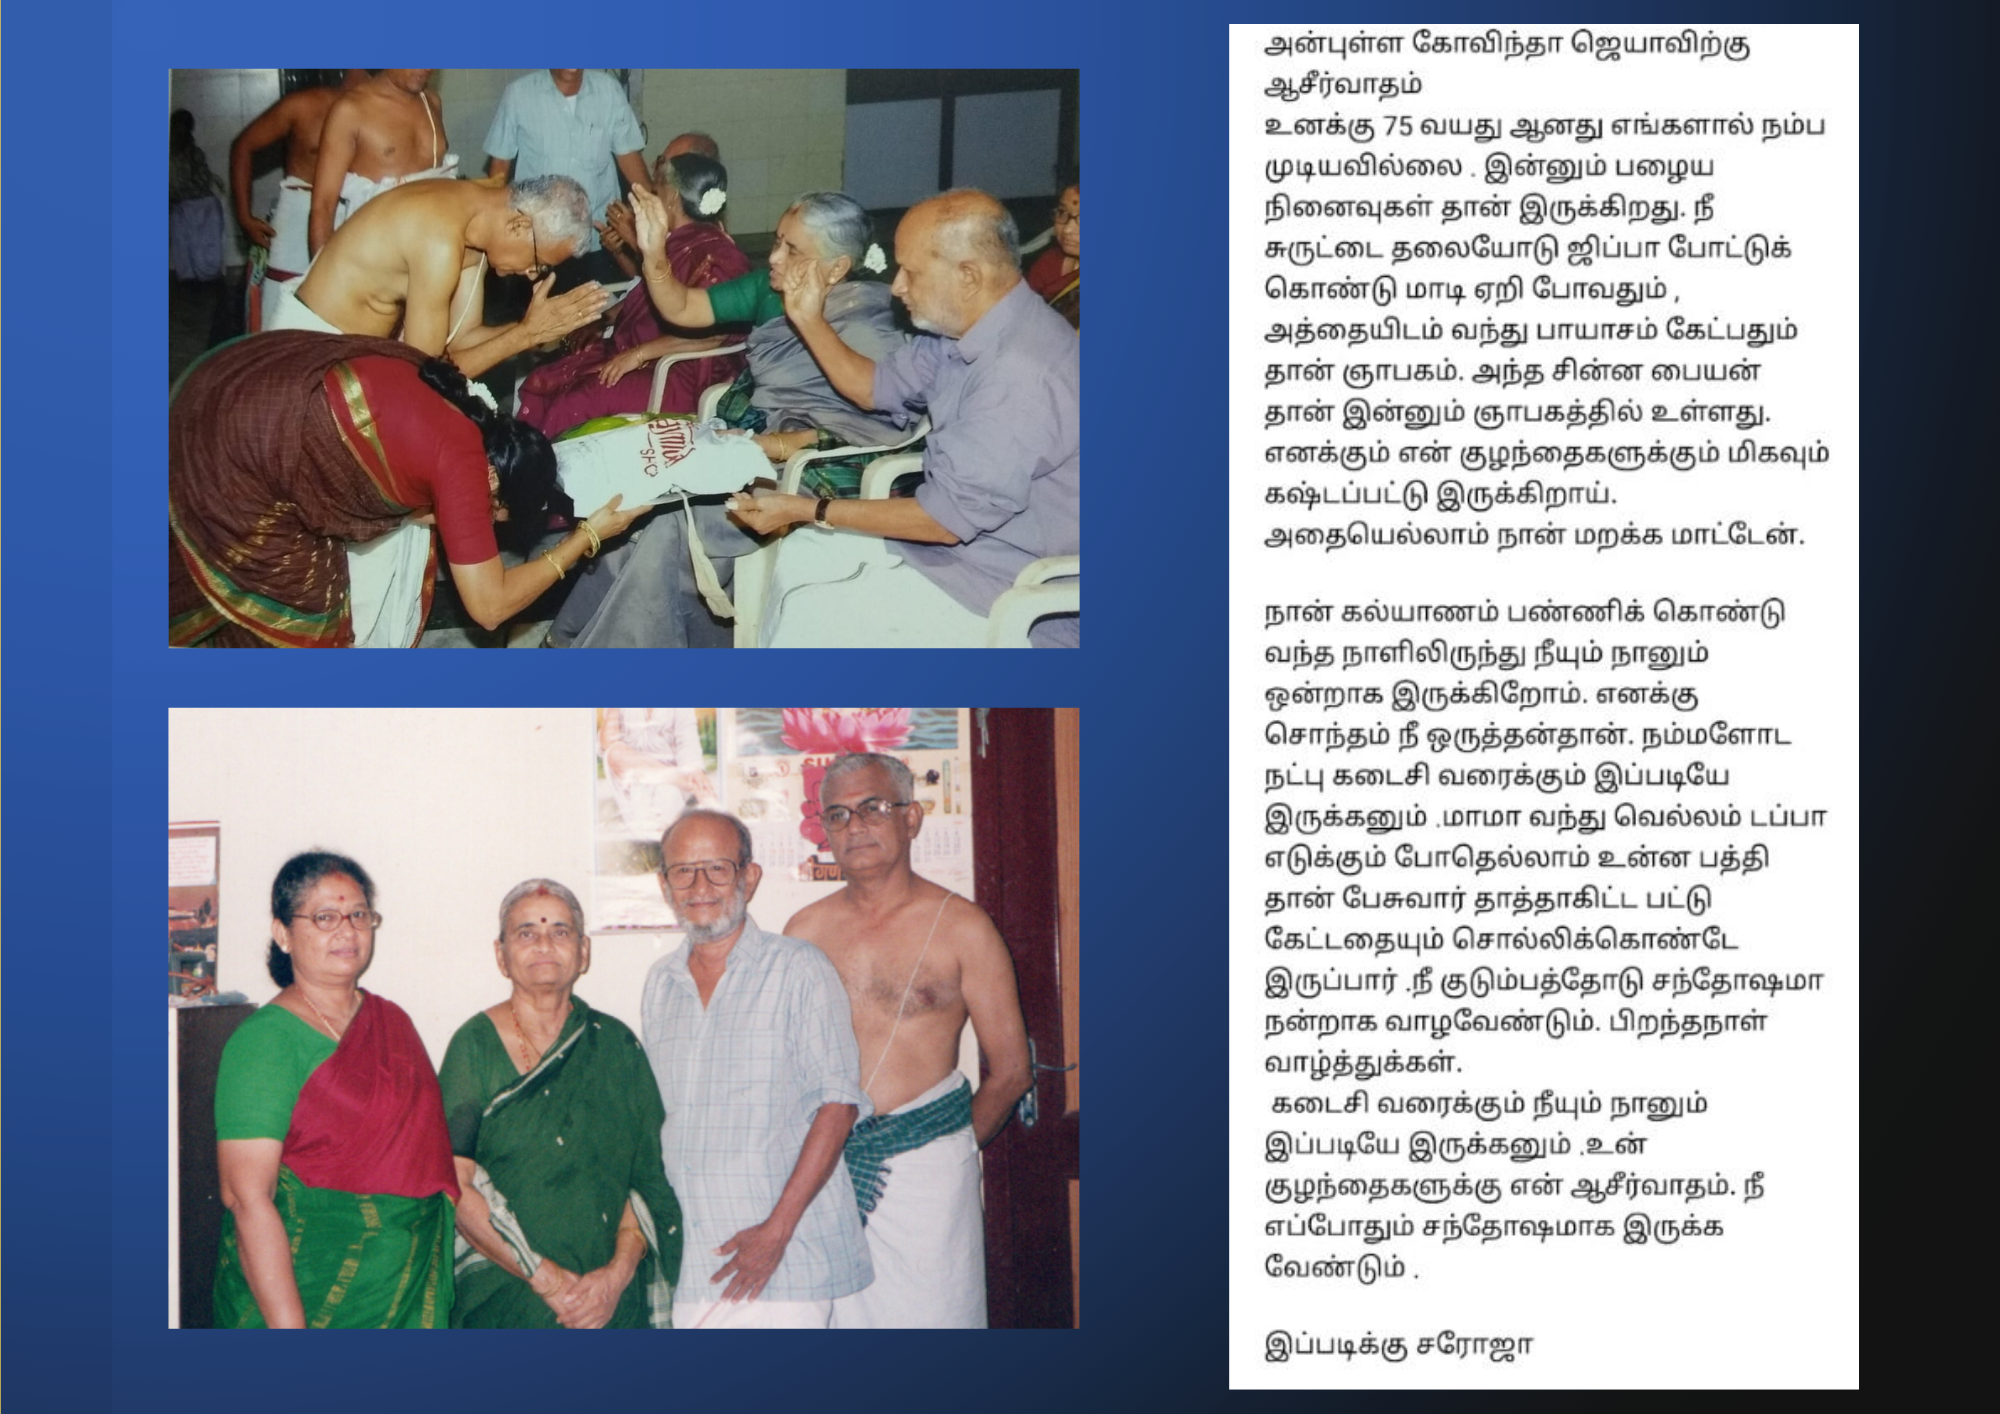 அன்புள்ள கோவிந்தா ஜெயாவிற்கு
ஆசீர்வாதம்
உனக்கு 75 வயது ஆனது எங்களால் நம்ப
முடியவில்லை . இன்னும் பழைய
நினைவுகள் தான் இருக்கிறது. நீ
சுருட்டை தலையோடு ஜிப்பா போட்டுக்
கொண்டு மாடி ஏறி போவதும் ,
அத்தையிடம் வந்து பாயாசம் கேட்பதும்
தான் ஞாபகம். அந்த சின்ன பையன்
தான் இன்னும் ஞாபகத்தில் உள்ளது.
எனக்கும் என் குழந்தைகளுக்கும் மிகவும்
கஷ்டப்பட்டு இருக்கிறாய்.
அதையெல்லாம் நான் மறக்க மாட்டேன்.
நான் கல்யாணம் பண்ணிக் கொண்டு
வந்த நாளிலிருந்து நீயும் நானும்
ஒன்றாக இருக்கிறோம். எனக்கு
சொந்தம் நீ ஒருத்தன்தான். நம்மளோட
நட்பு கடைசி வரைக்கும் இப்படியே
இருக்கனும் .மாமா வந்து வெல்லம் டப்பா
எடுக்கும் போதெல்லாம் உன்ன பத்தி
தான் பேசுவார் தாத்தாகிட்ட பட்டு
கேட்டதையும் சொல்லிக்கொண்டே
இருப்பார் .நீ குடும்பத்தோடு சந்தோஷமா
நன்றாக வாழவேண்டும். பிறந்தநாள்
வாழ்த்துக்கள்.
கடைசி வரைக்கும் நீயும் நானும்
இப்படியே இருக்கனும் .உன்
குழந்தைகளுக்கு என் ஆசீர்வாதம். நீ
எப்போதும் சந்தோஷமாக இருக்க
வேண்டும் .
இப்படிக்கு சரோஜா